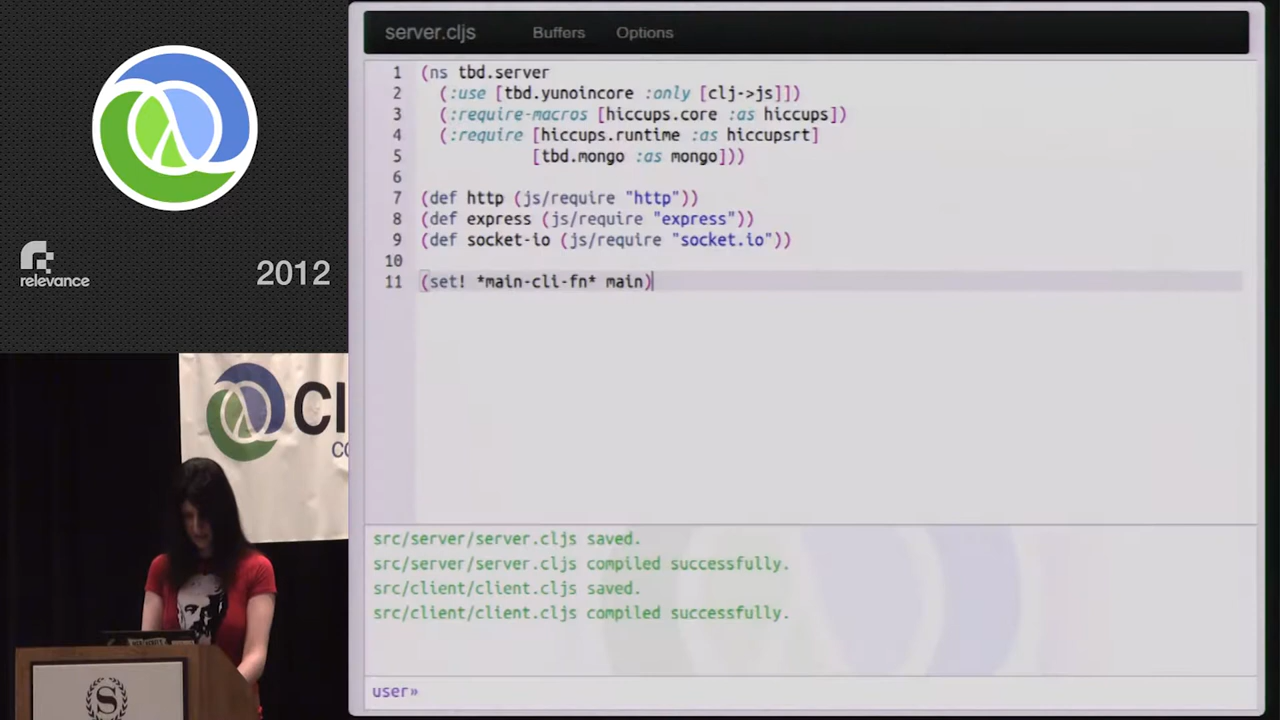 relevance
2012
Cl
CO
S
server.cljs Buffers Options
1 (ns tbd.server
2 (:use [tbd.yunoincore :only [clj->js]])
3 (:require-macros [hiccups.core :as hiccups])
4 (:require [hiccups.runtime :as hiccupsrt]
5 [tbd.mongo :as mongo]))
6
7 (def http (js/require "http"))
8 (def express (js/require "express"))
9 (def socket-io (js/require "socket.io"))
10
11 (set! *main-cli-fn* main)
src/server/server.cljs saved.
src/server/server.cljs compiled successfully.
src/client/client.cljs saved.
src/client/client.cljs compiled successfully.
user»